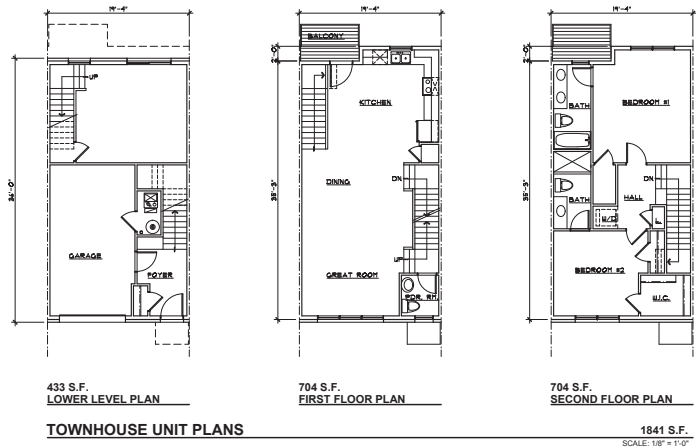 19'-4"
36'-0"
UP
GARAGE
FOYER
433 S.F.
LOWER LEVEL PLAN
19'-4"
BALCONY
35'-3"
KITCHEN
DINING
DN
UP
GREAT ROOM
PDR. RM.
704 S.F.
FIRST FLOOR PLAN
19'-4"
35'-3"
BATH
BEDROOM #1
DN
HALL
BATH
W/D
F
BEDROOM #2
W.I.C.
704 S.F.
SECOND FLOOR PLAN
TOWNHOUSE UNIT PLANS
1841 S.F.
SCALE: 1/8" = 1'-0"